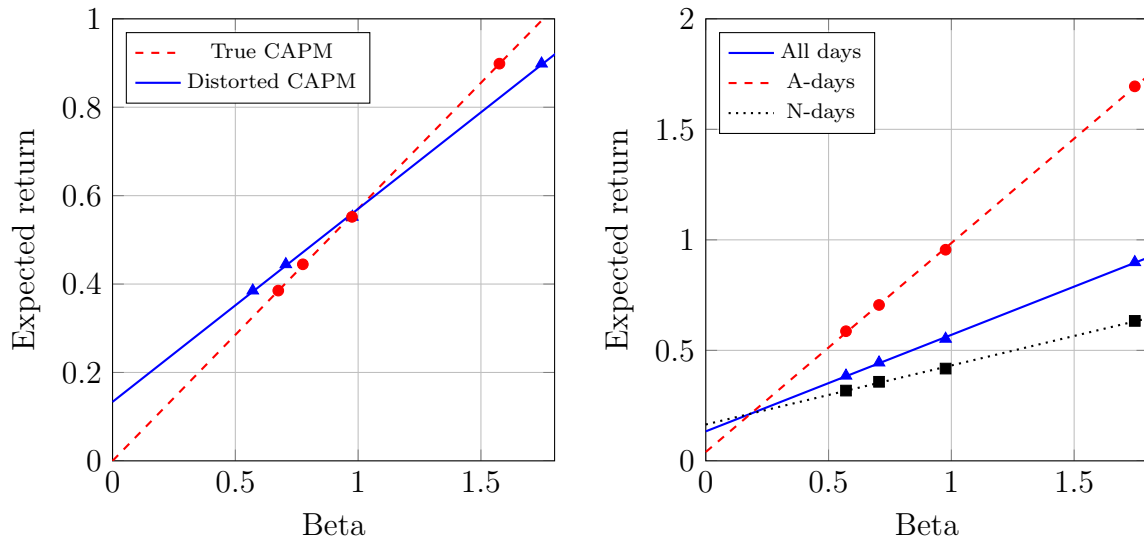 1
0.8
0.6
0.4
0.2
0
0
0.5
1
1.5
Expected return
Beta
True CAPM
Distorted CAPM
2
1.5
1
0.5
0
0
0.5
1
1.5
Expected return
Beta
All days
A-days
N-days